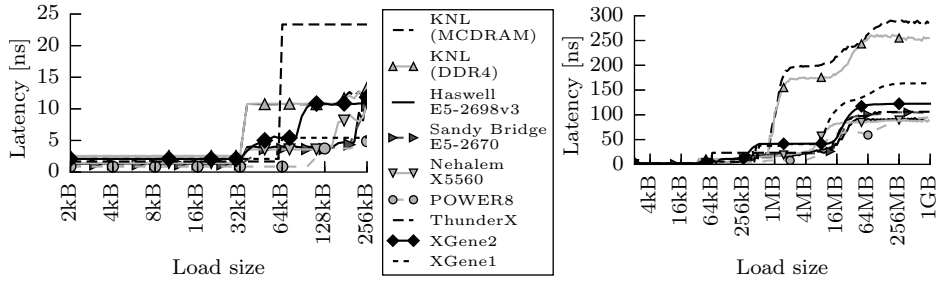 Latency [ns]
25
20
15
10
5
0
2kB
4kB
8kB
16kB
32kB
64kB
128kB
256kB
Load size
KNL
(MCDRAM)
KNL
(DDR4)
Haswell
E5-2698v3
Sandy Bridge
E5-2670
Nehalem
X5560
POWER8
ThunderX
XGene2
XGene1
Latency [ns]
300
250
200
150
100
50
0
4kB
16kB
64kB
256kB
1MB
4MB
16MB
64MB
256MB
1GB
Load size